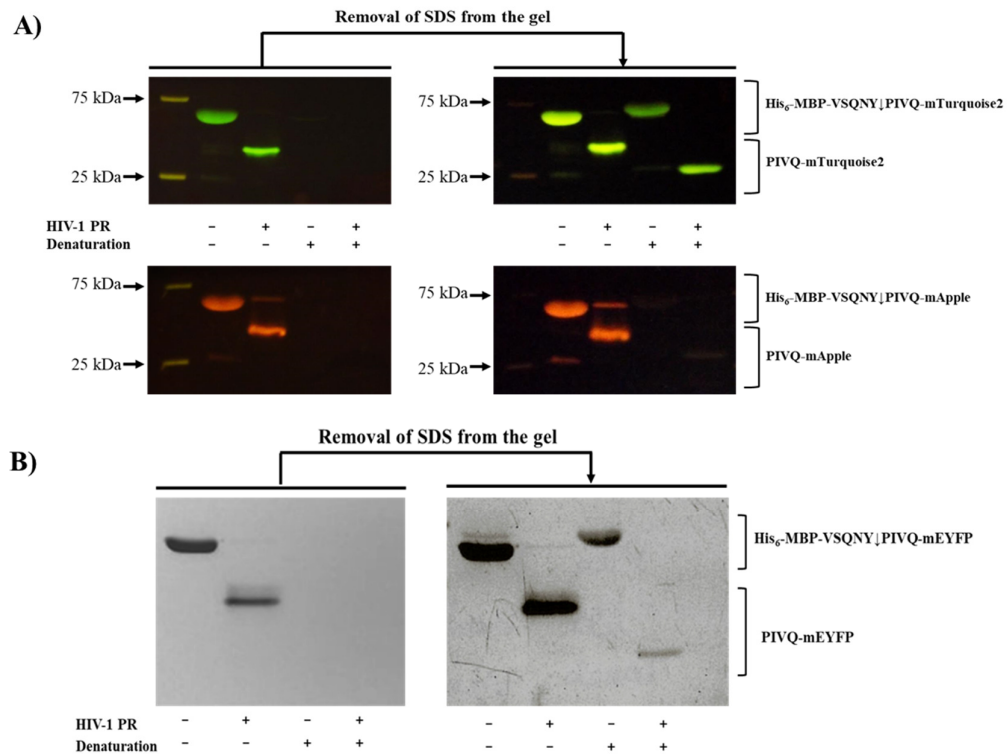 A)
Removal of SDS from the gel
75 kDa
25 kDa
75 kDa
25 kDa
His₆-MBP-VSQNY↓PIVQ-mTurquoise2
PIVQ-mTurquoise2
HIV-1 PR – + – + – + – +
Denaturation – – + + – – + +
75 kDa
25 kDa
75 kDa
25 kDa
His₆-MBP-VSQNY↓PIVQ-mApple
PIVQ-mApple
B)
Removal of SDS from the gel
His₆-MBP-VSQNY↓PIVQ-mEYFP
PIVQ-mEYFP
HIV-1 PR – + – + – + – +
Denaturation – – + + – – + +